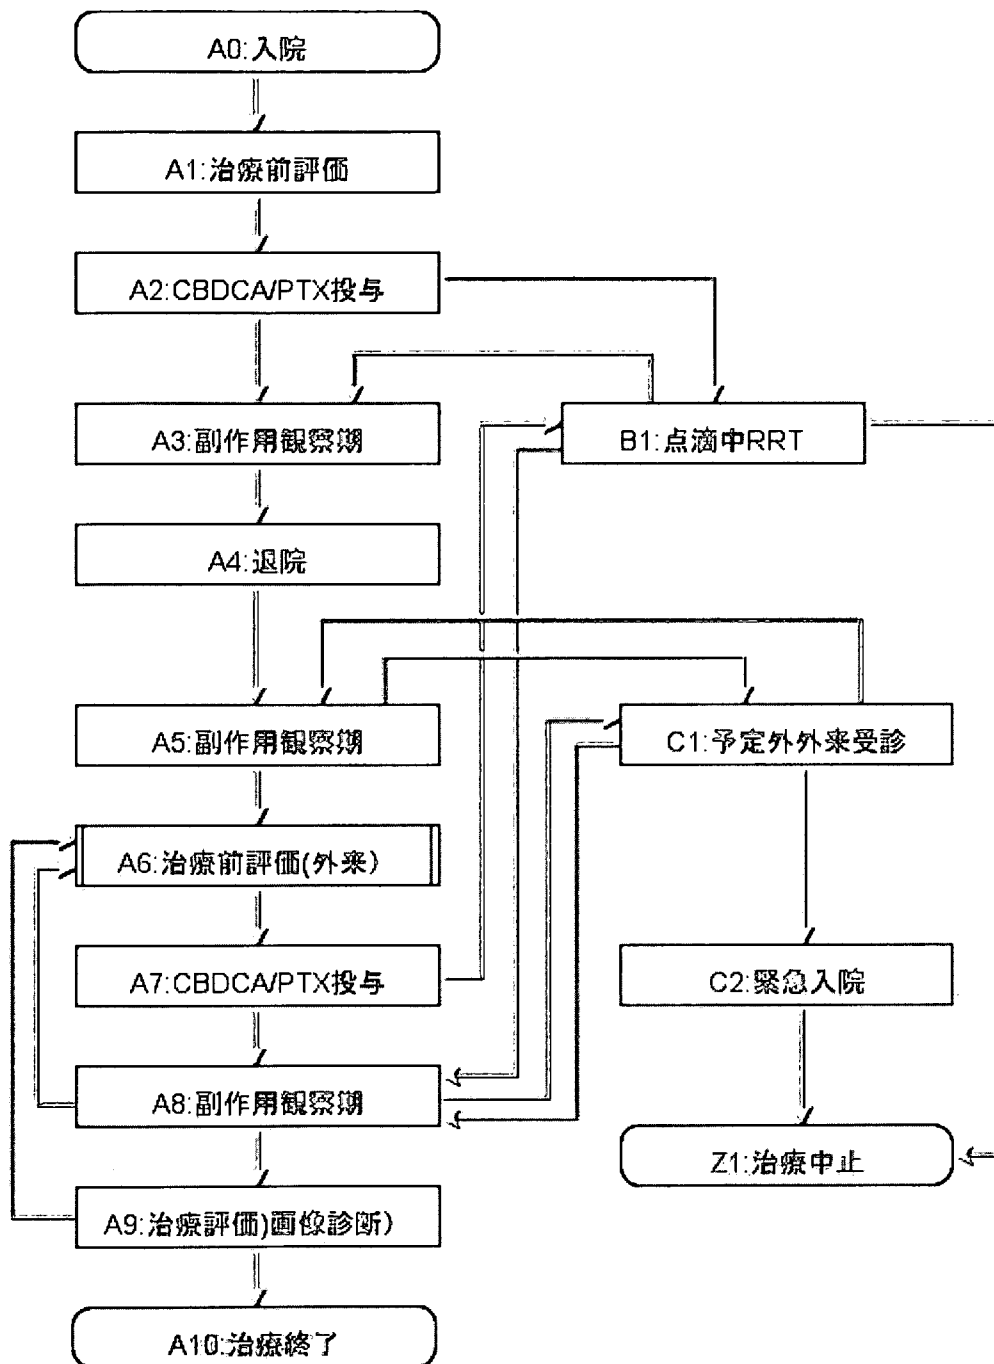 A0:入院
A1:治療前評価
A2:CBDCA/PTX投与
A3:副作用観察期
B1:点滴中RRT
A4:退院
A5:副作用観察期
C1:予定外外来受診
A6:治療前評価(外来)
A7:CBDCA/PTX投与
C2:緊急入院
A8:副作用観察期
Z1:治療中止
A9:治療評価)画像診断)
A10:治療終了